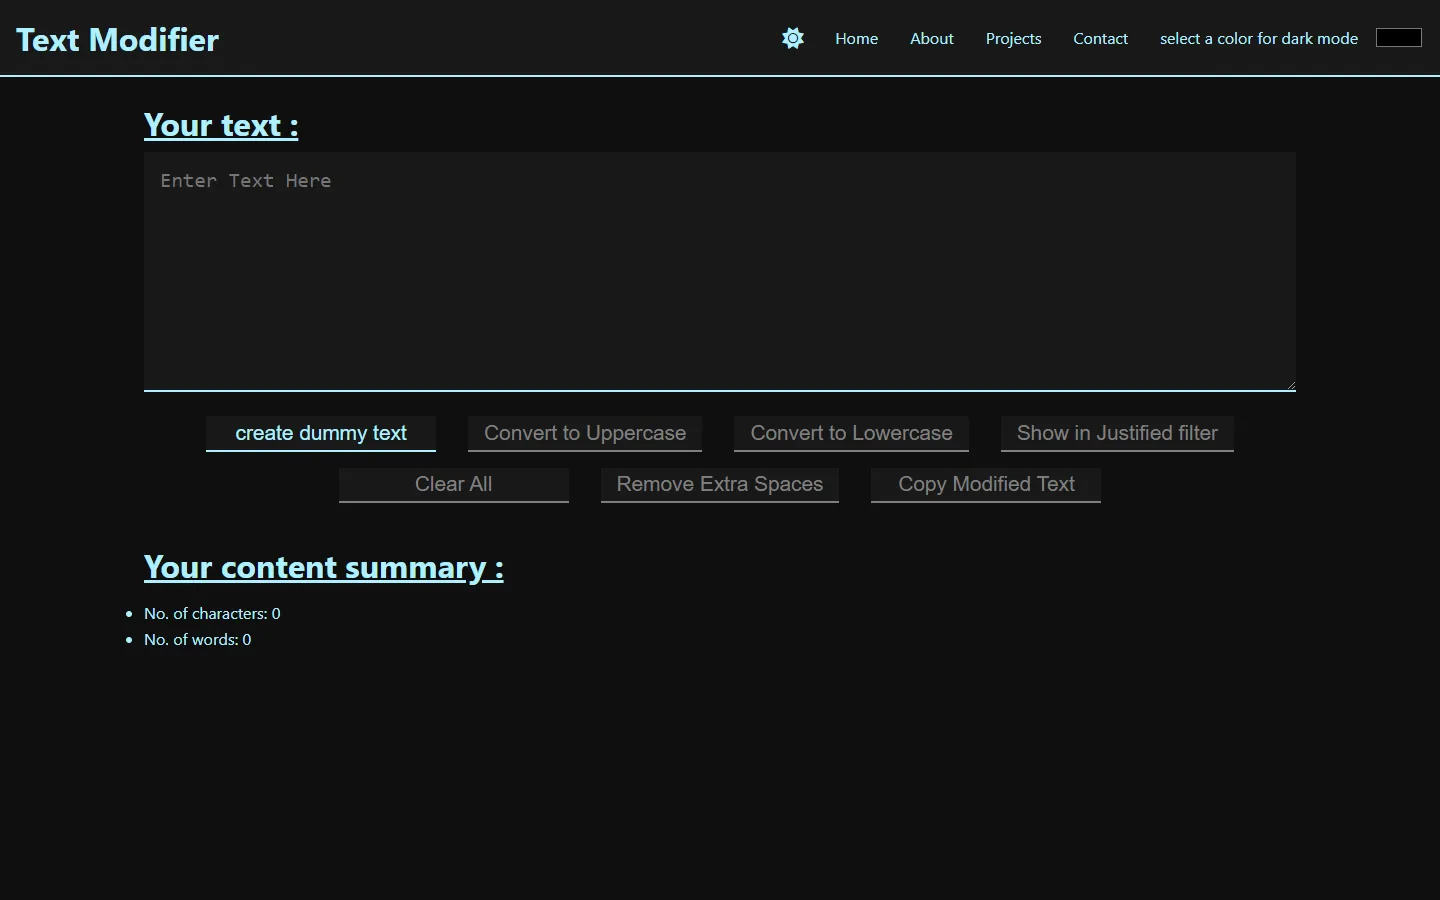 Text Modifier
Home About Projects Contact select a color for dark mode
Your text :
Enter Text Here
create dummy text Convert to Uppercase Convert to Lowercase Show in Justified filter
Clear All Remove Extra Spaces Copy Modified Text
Your content summary :
No. of characters: 0
No. of words: 0